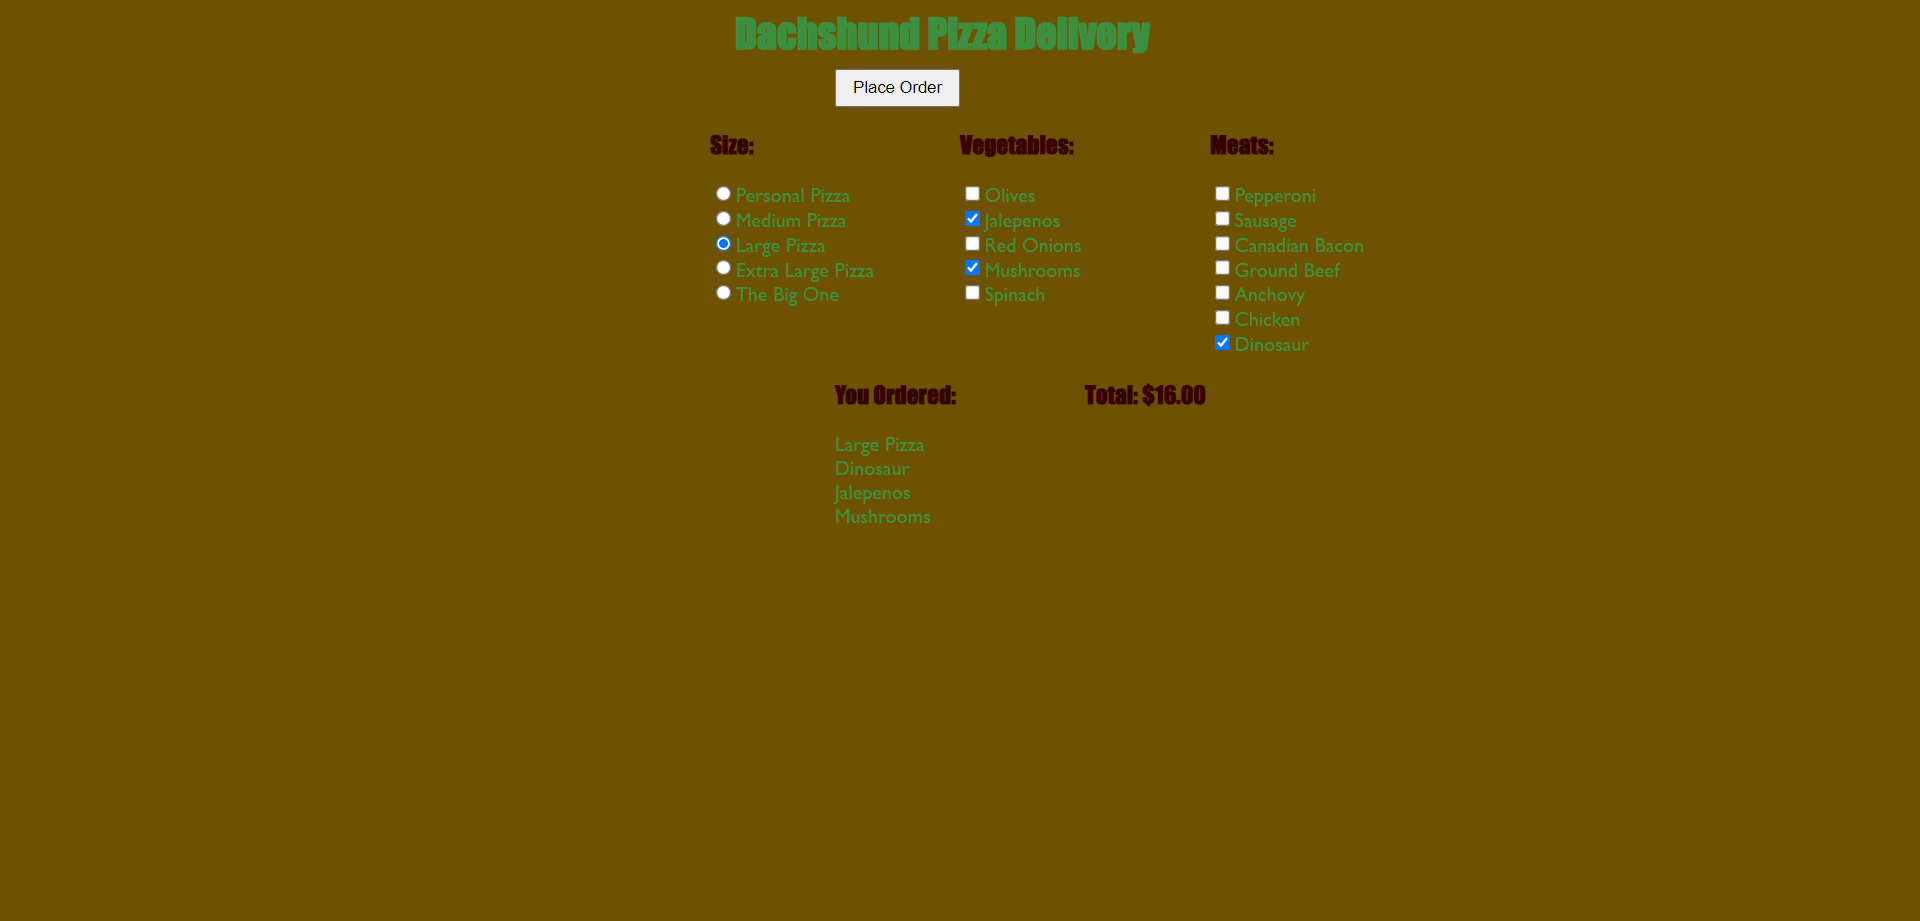 Dachshund Pizza Delivery
Place Order
Size:
Personal Pizza
Medium Pizza
Large Pizza
Extra Large Pizza
The Big One
Vegetables:
Olives
Jalepenos
Red Onions
Mushrooms
Spinach
Meats:
Pepperoni
Sausage
Canadian Bacon
Ground Beef
Anchovy
Chicken
Dinosaur
You Ordered:
Large Pizza
Dinosaur
Jalepenos
Mushrooms
Total: $16.00